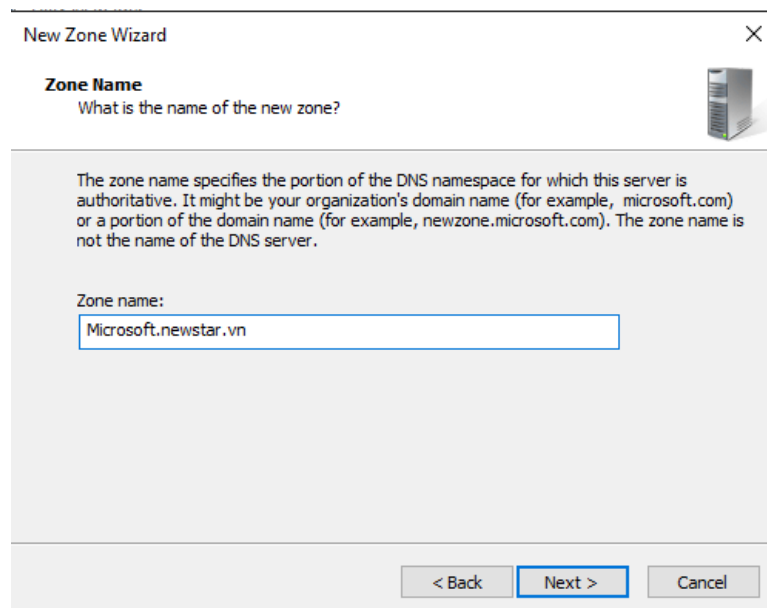 New Zone Wizard
Zone Name
What is the name of the new zone?
The zone name specifies the portion of the DNS namespace for which this server is
authoritative. It might be your organization's domain name (for example, microsoft.com)
or a portion of the domain name (for example, newzone.microsoft.com). The zone name is
not the name of the DNS server.
Zone name:
Microsoft.newstar.vn
< Back Next > Cancel